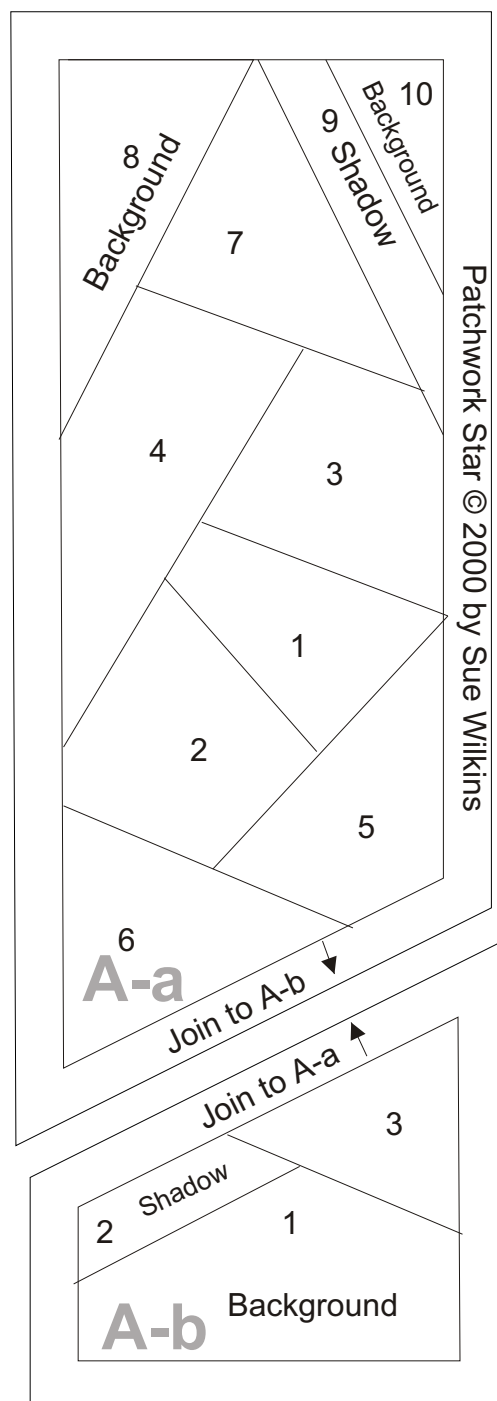 10
Background
9
Shadow
8
Background
7
4
3
1
2
5
6
A-a
Join to A-b
Patchwork Star © 2000 by Sue Wilkins
Join to A-a
3
Shadow
2
1
Background
A-b